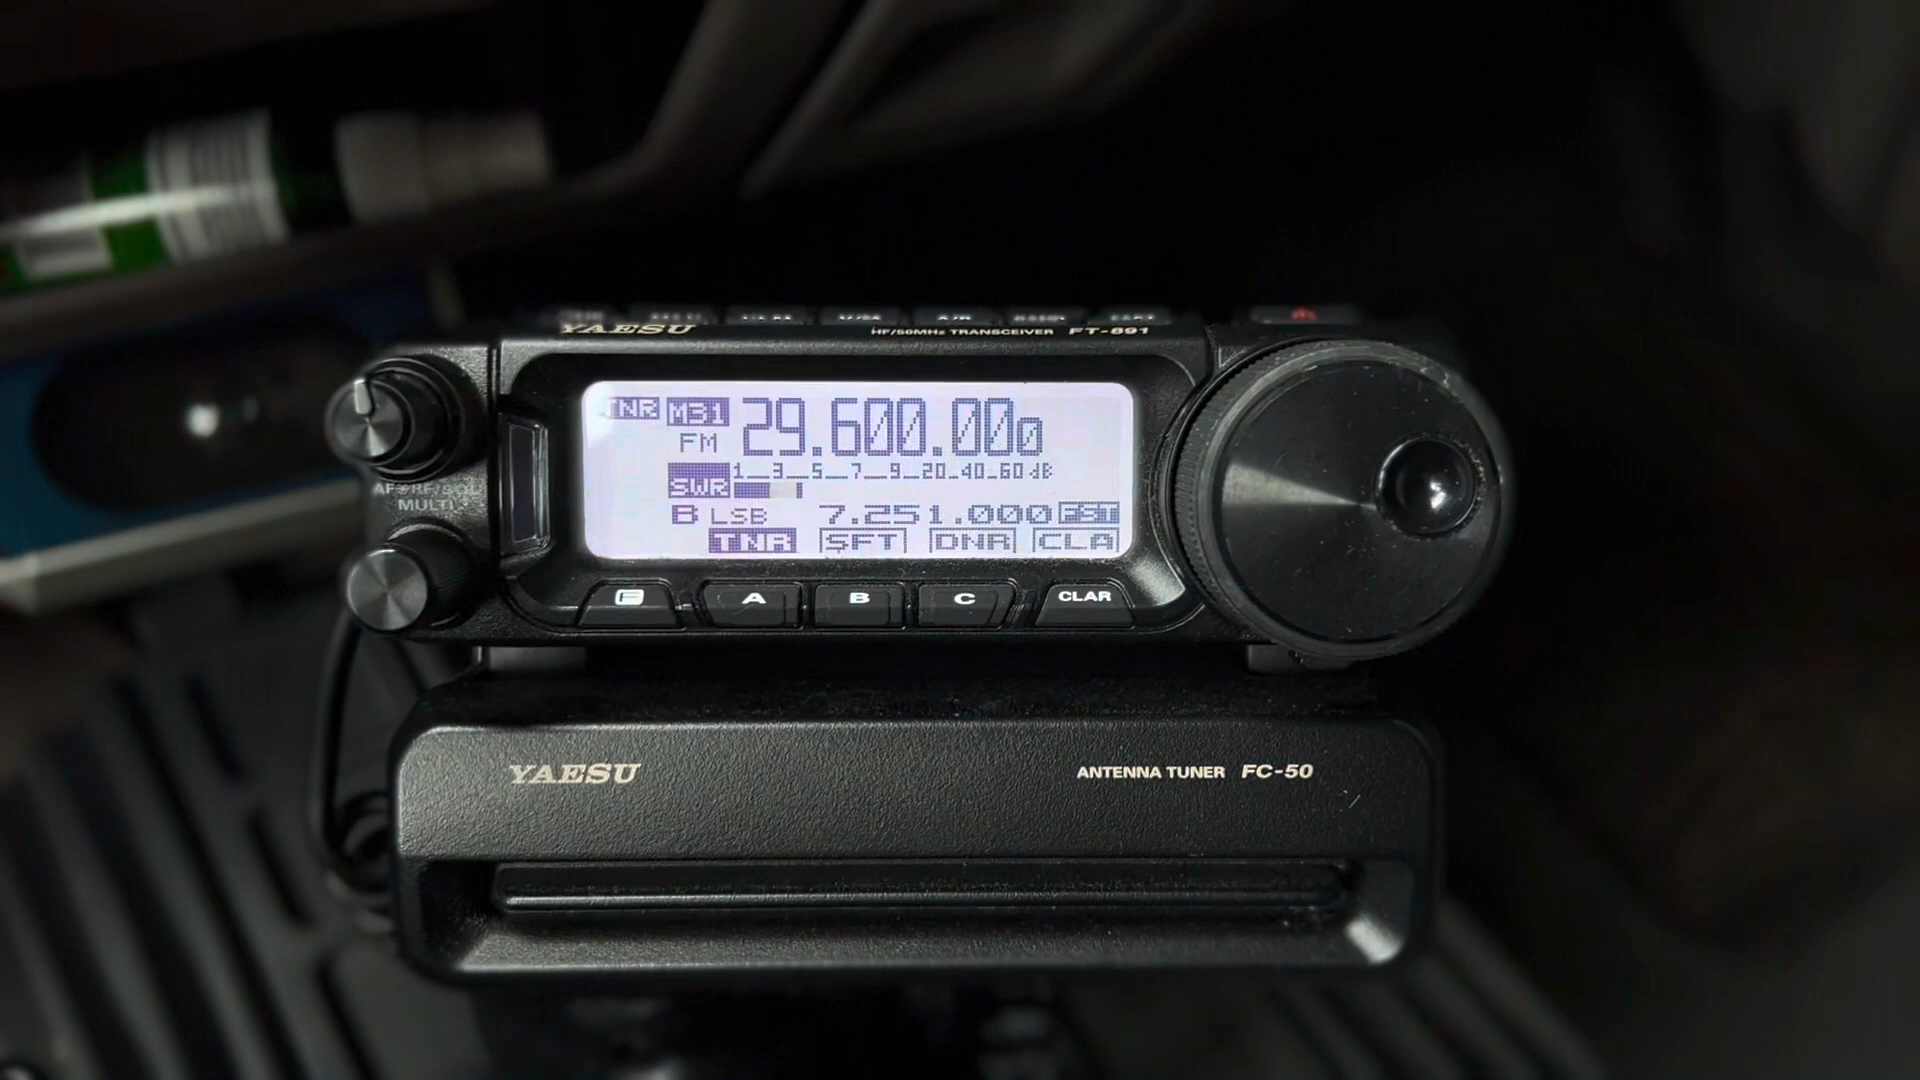 YAESU HF/50MHz TRANSCEIVER FT-891
TNR M31 29.600.000
FM
1 3 5 7 9 20 40 60 dB
SWR
B LSB 7.251.000 FST
TNR SFT DNR CLA
AF⊕RF/SQL
MULTI
F A B C CLAR
YAESU ANTENNA TUNER FC-50